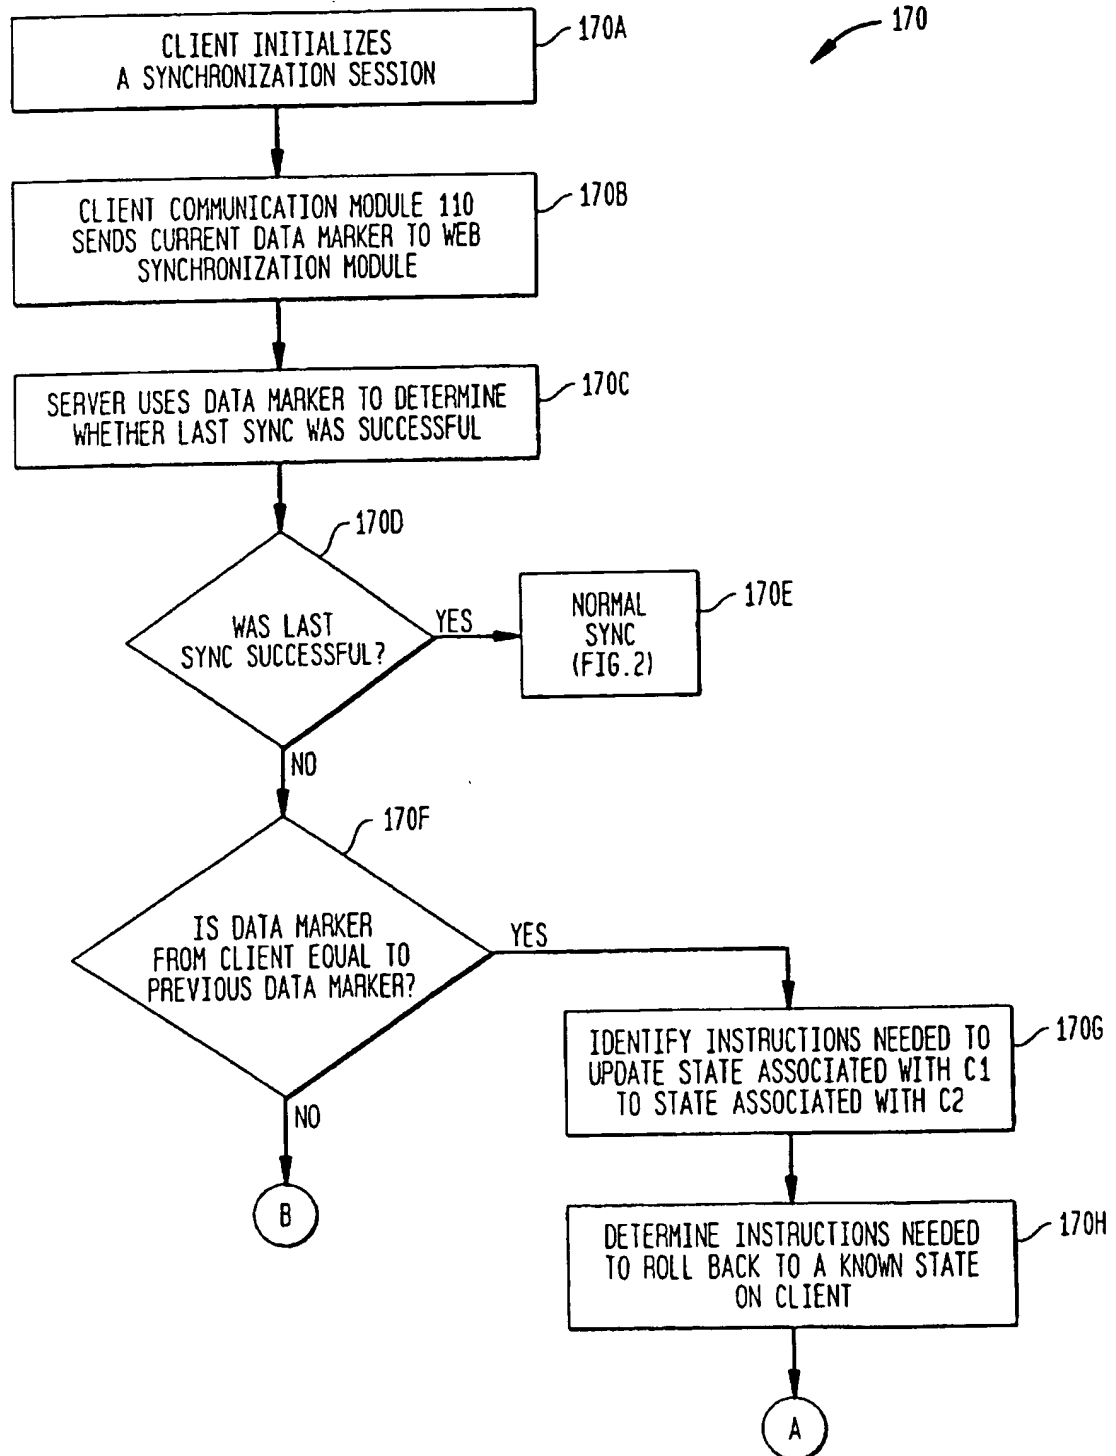 CLIENT INITIALIZES
A SYNCHRONIZATION SESSION
170A
170
CLIENT COMMUNICATION MODULE 110
SENDS CURRENT DATA MARKER TO WEB
SYNCHRONIZATION MODULE
170B
SERVER USES DATA MARKER TO DETERMINE
WHETHER LAST SYNC WAS SUCCESSFUL
170C
170D
WAS LAST
SYNC SUCCESSFUL?
YES
NORMAL
SYNC
(FIG.2)
170E
NO
170F
IS DATA MARKER
FROM CLIENT EQUAL TO
PREVIOUS DATA MARKER?
YES
IDENTIFY INSTRUCTIONS NEEDED TO
UPDATE STATE ASSOCIATED WITH C1
TO STATE ASSOCIATED WITH C2
170G
NO
B
DETERMINE INSTRUCTIONS NEEDED
TO ROLL BACK TO A KNOWN STATE
ON CLIENT
170H
A